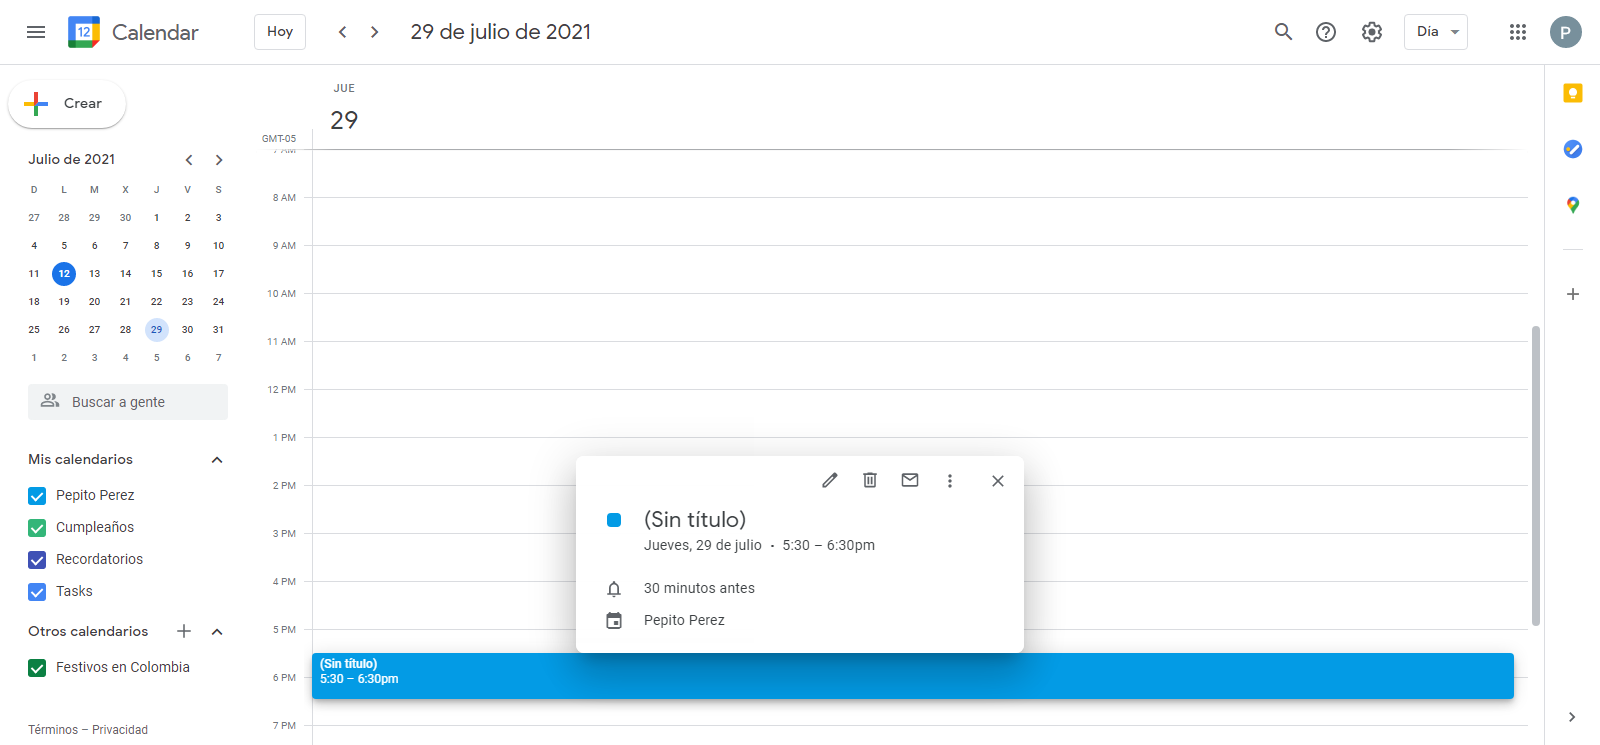 12 Calendar Hoy 29 de julio de 2021 Día P
Crear
Julio de 2021
D L M X J V S
27 28 29 30 1 2 3
4 5 6 7 8 9 10
11 12 13 14 15 16 17
18 19 20 21 22 23 24
25 26 27 28 29 30 31
1 2 3 4 5 6 7
Buscar a gente
Mis calendarios
Pepito Perez
Cumpleaños
Recordatorios
Tasks
Otros calendarios
Festivos en Colombia
Términos – Privacidad
JUE
29
GMT-05
7 AM
8 AM
9 AM
10 AM
11 AM
12 PM
1 PM
2 PM
3 PM
4 PM
5 PM
6 PM
7 PM
(Sin título)
Jueves, 29 de julio • 5:30 – 6:30pm
30 minutos antes
Pepito Perez
(Sin título)
5:30 – 6:30pm